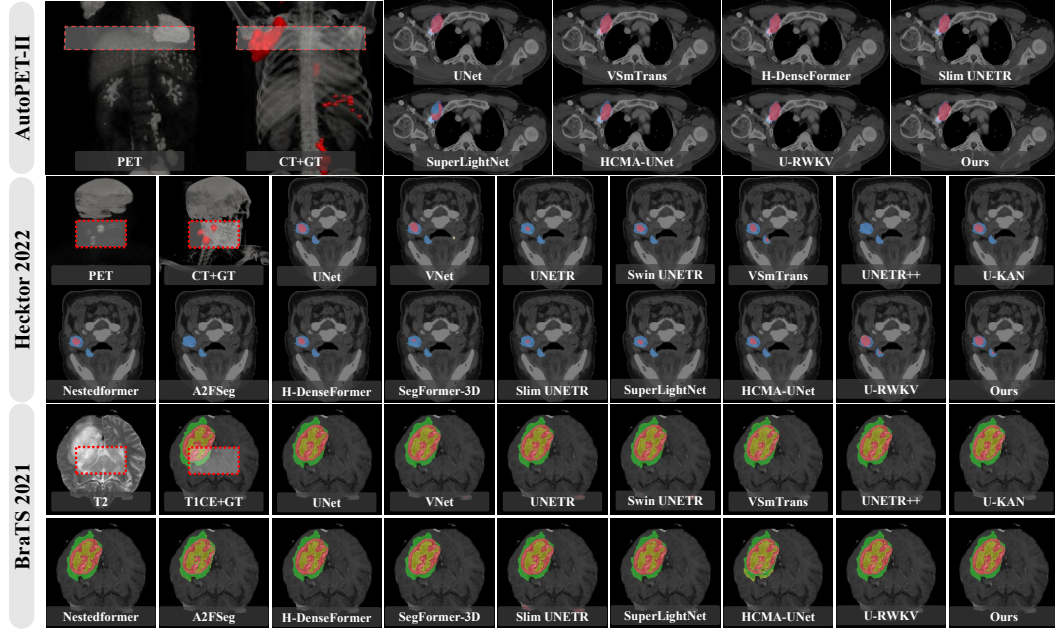 AutoPET-II
PET
CT+GT
UNet
VSmTrans
H-DenseFormer
Slim UNETR
SuperLightNet
HCMA-UNet
U-RWKV
Ours
Hecktor 2022
PET
CT+GT
UNet
VNet
UNETR
Swin UNETR
VSmTrans
UNETR++
U-KAN
Nestedformer
A2FSeg
H-DenseFormer
SegFormer-3D
Slim UNETR
SuperLightNet
HCMA-UNet
U-RWKV
Ours
BraTS 2021
T2
T1CE+GT
UNet
VNet
UNETR
Swin UNETR
VSmTrans
UNETR++
U-KAN
Nestedformer
A2FSeg
H-DenseFormer
SegFormer-3D
Slim UNETR
SuperLightNet
HCMA-UNet
U-RWKV
Ours